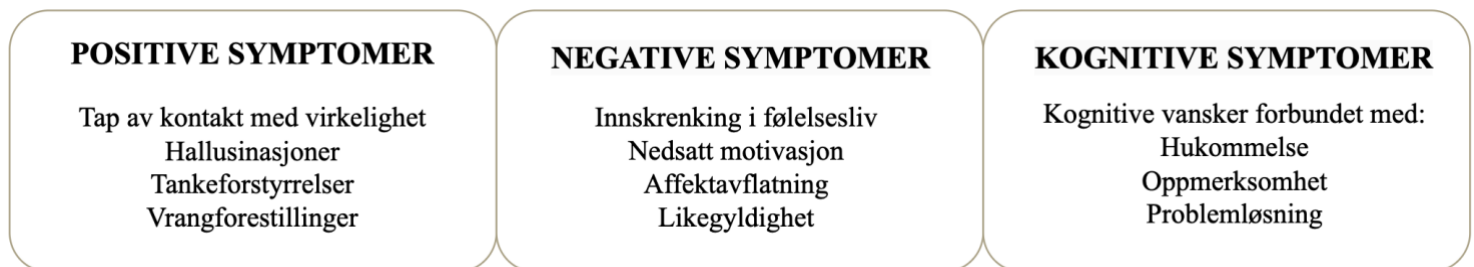 POSITIVE SYMPTOMER
Tap av kontakt med virkelighet
Hallusinasjoner
Tankeforstyrrelser
Vrangforestillinger
NEGATIVE SYMPTOMER
Innskrenking i følelsesliv
Nedsatt motivasjon
Affektavflatning
Likegyldighet
KOGNITIVE SYMPTOMER
Kognitive vansker forbundet med:
Hukommelse
Oppmerksomhet
Problemløsning